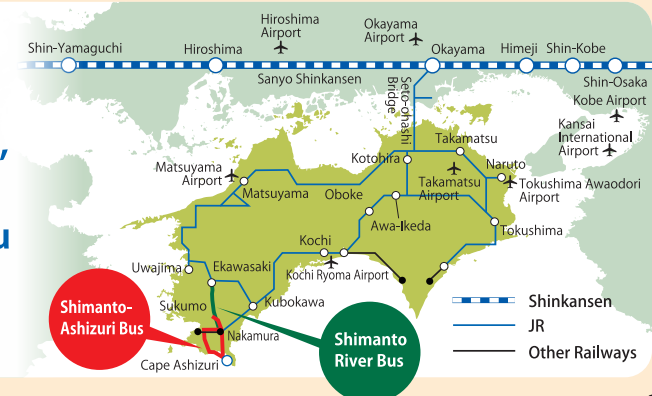 Hiroshima
Airport
Okayama
Airport
Shin-Yamaguchi
Hiroshima
Okayama
Himeji
Shin-Kobe
Sanyo Shinkansen
Shin-Osaka
Seto-ohashi
Bridge
Kobe Airport
Kansai
International
Airport
,
Takamatsu
Kotohira
Naruto
Matsuyama
Airport
Matsuyama
Oboke
Takamatsu
Airport
Tokushima Awaodori
Airport
u
Awa-Ikeda
Tokushima
Kochi
Uwajima
Ekawasaki
Kochi Ryoma Airport
Shimanto-
Ashizuri Bus
Sukumo
Kubokawa
Nakamura
Cape Ashizuri
Shimanto
River Bus
Shinkansen
JR
Other Railways